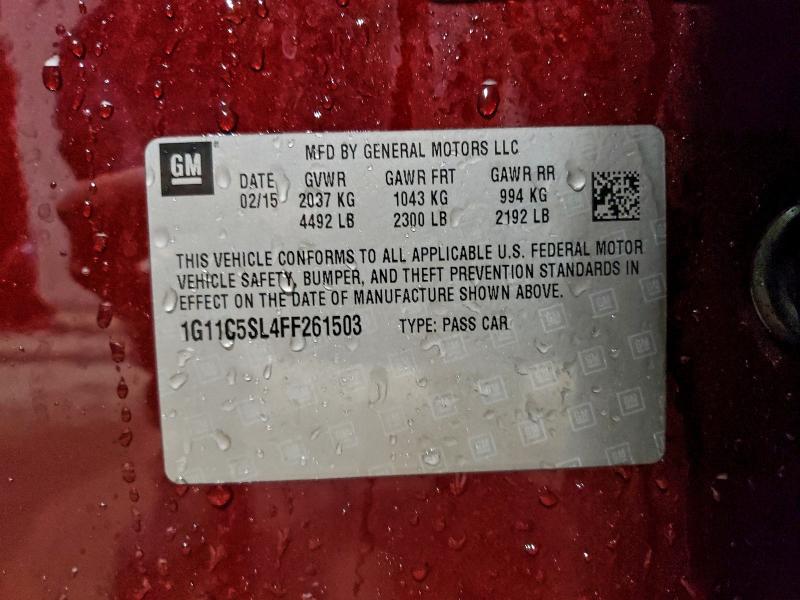 GM
MFD BY GENERAL MOTORS LLC
DATE GVWR GAWR FRT GAWR RR
02/15 2037 KG 1043 KG 994 KG
4492 LB 2300 LB 2192 LB
THIS VEHICLE CONFORMS TO ALL APPLICABLE U.S. FEDERAL MOTOR
VEHICLE SAFETY, BUMPER, AND THEFT PREVENTION STANDARDS IN
EFFECT ON THE DATE OF MANUFACTURE SHOWN ABOVE.
1G11C5SL4FF261503 TYPE: PASS CAR